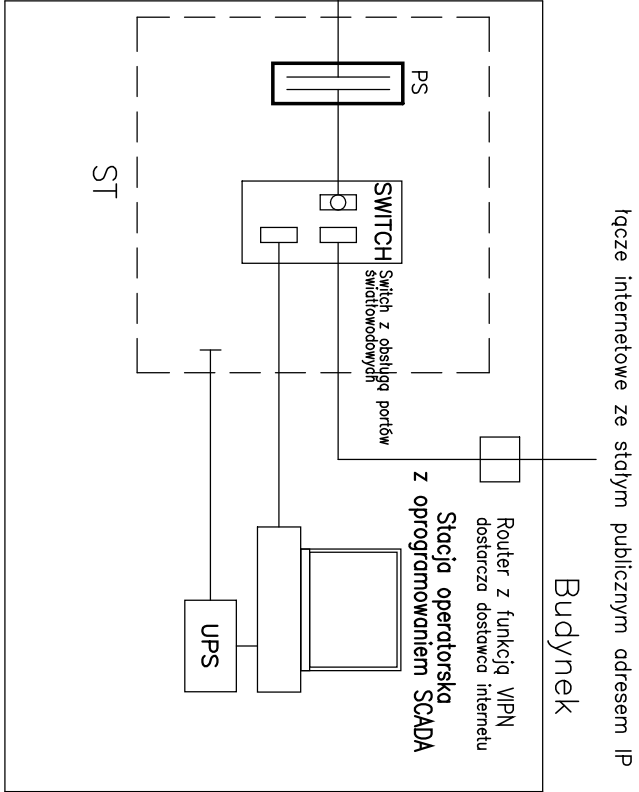 łącze internetowe ze stałym publicznym adresem IP
Budynek
Router z funkcją VIPN
dostarcza dostawca internetu
Stacja operatorska
z oprogramowaniem SCADA
PS
SWITCH
Switch z obsługą portów
światłowodowych
UPS
ST